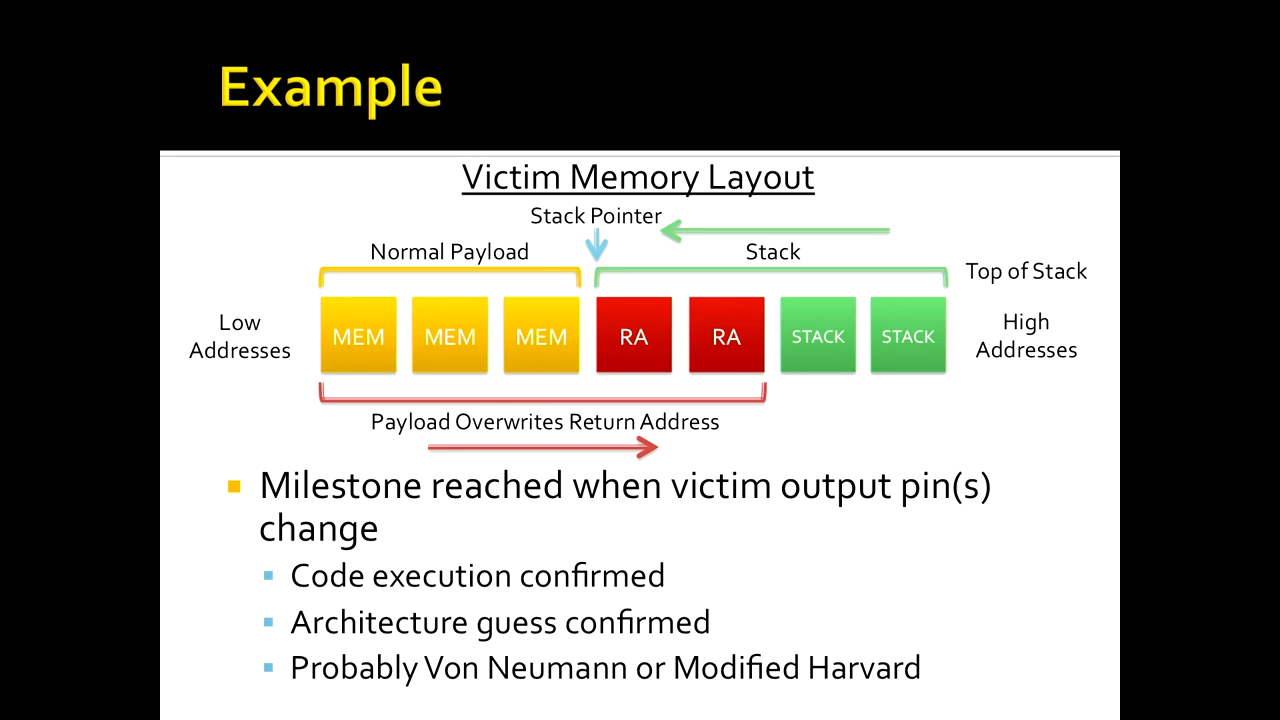 Example
Victim Memory Layout
Stack Pointer
Normal Payload
Stack
Top of Stack
Low
Addresses
MEM
MEM
MEM
RA
RA
STACK
STACK
High
Addresses
Payload Overwrites Return Address
Milestone reached when victim output pin(s)
change
Code execution confirmed
Architecture guess confirmed
Probably Von Neumann or Modified Harvard